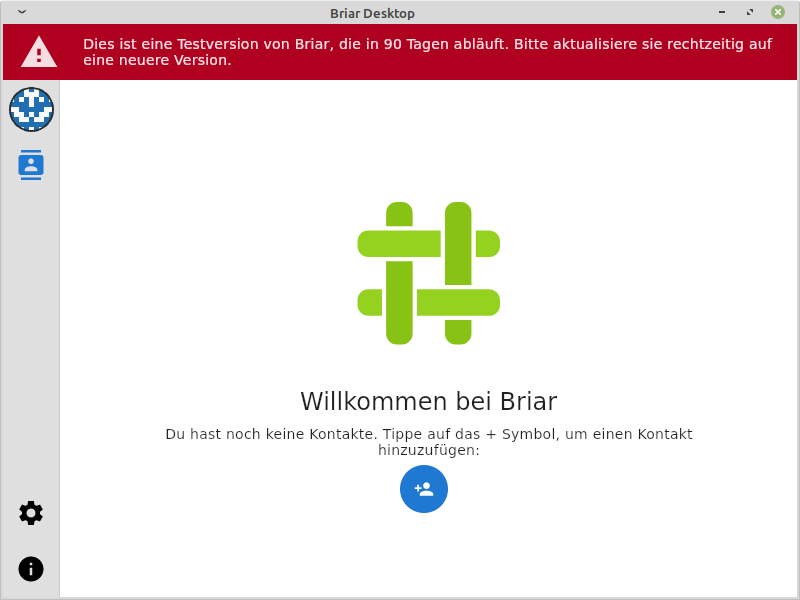 Briar Desktop
Dies ist eine Testversion von Briar, die in 90 Tagen abläuft. Bitte aktualisiere sie rechtzeitig auf
eine neuere Version.
Willkommen bei Briar
Du hast noch keine Kontakte. Tippe auf das + Symbol, um einen Kontakt
hinzuzufügen: